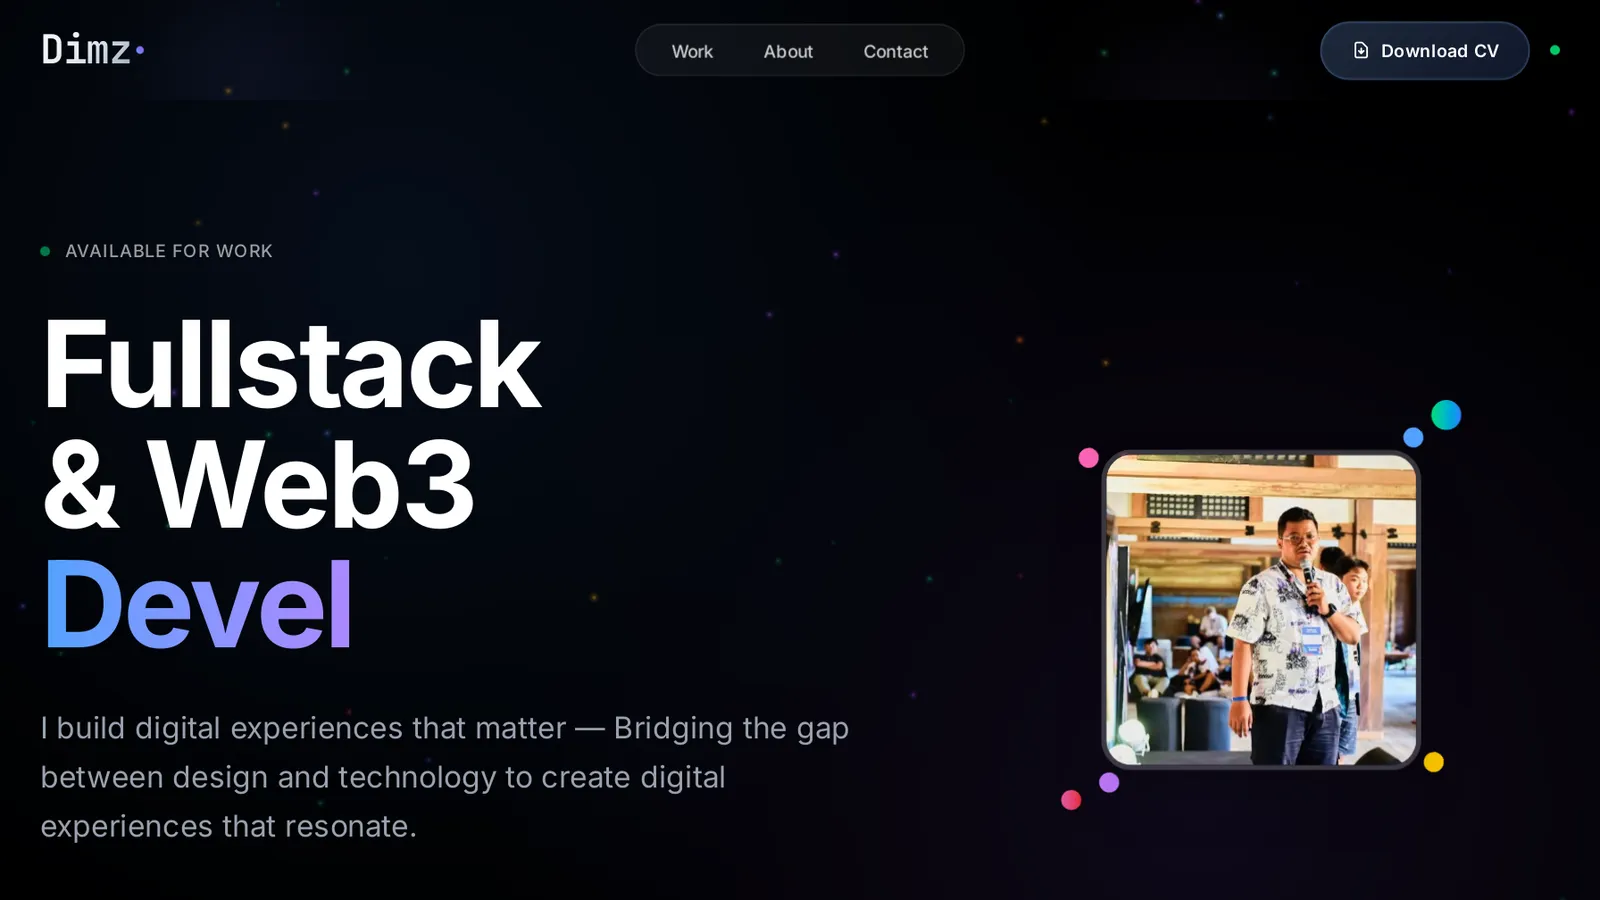 Dimz
Work
About
Contact
Download CV
AVAILABLE FOR WORK
Fullstack
& Web3
Devel
I build digital experiences that matter — Bridging the gap
between design and technology to create digital
experiences that resonate.